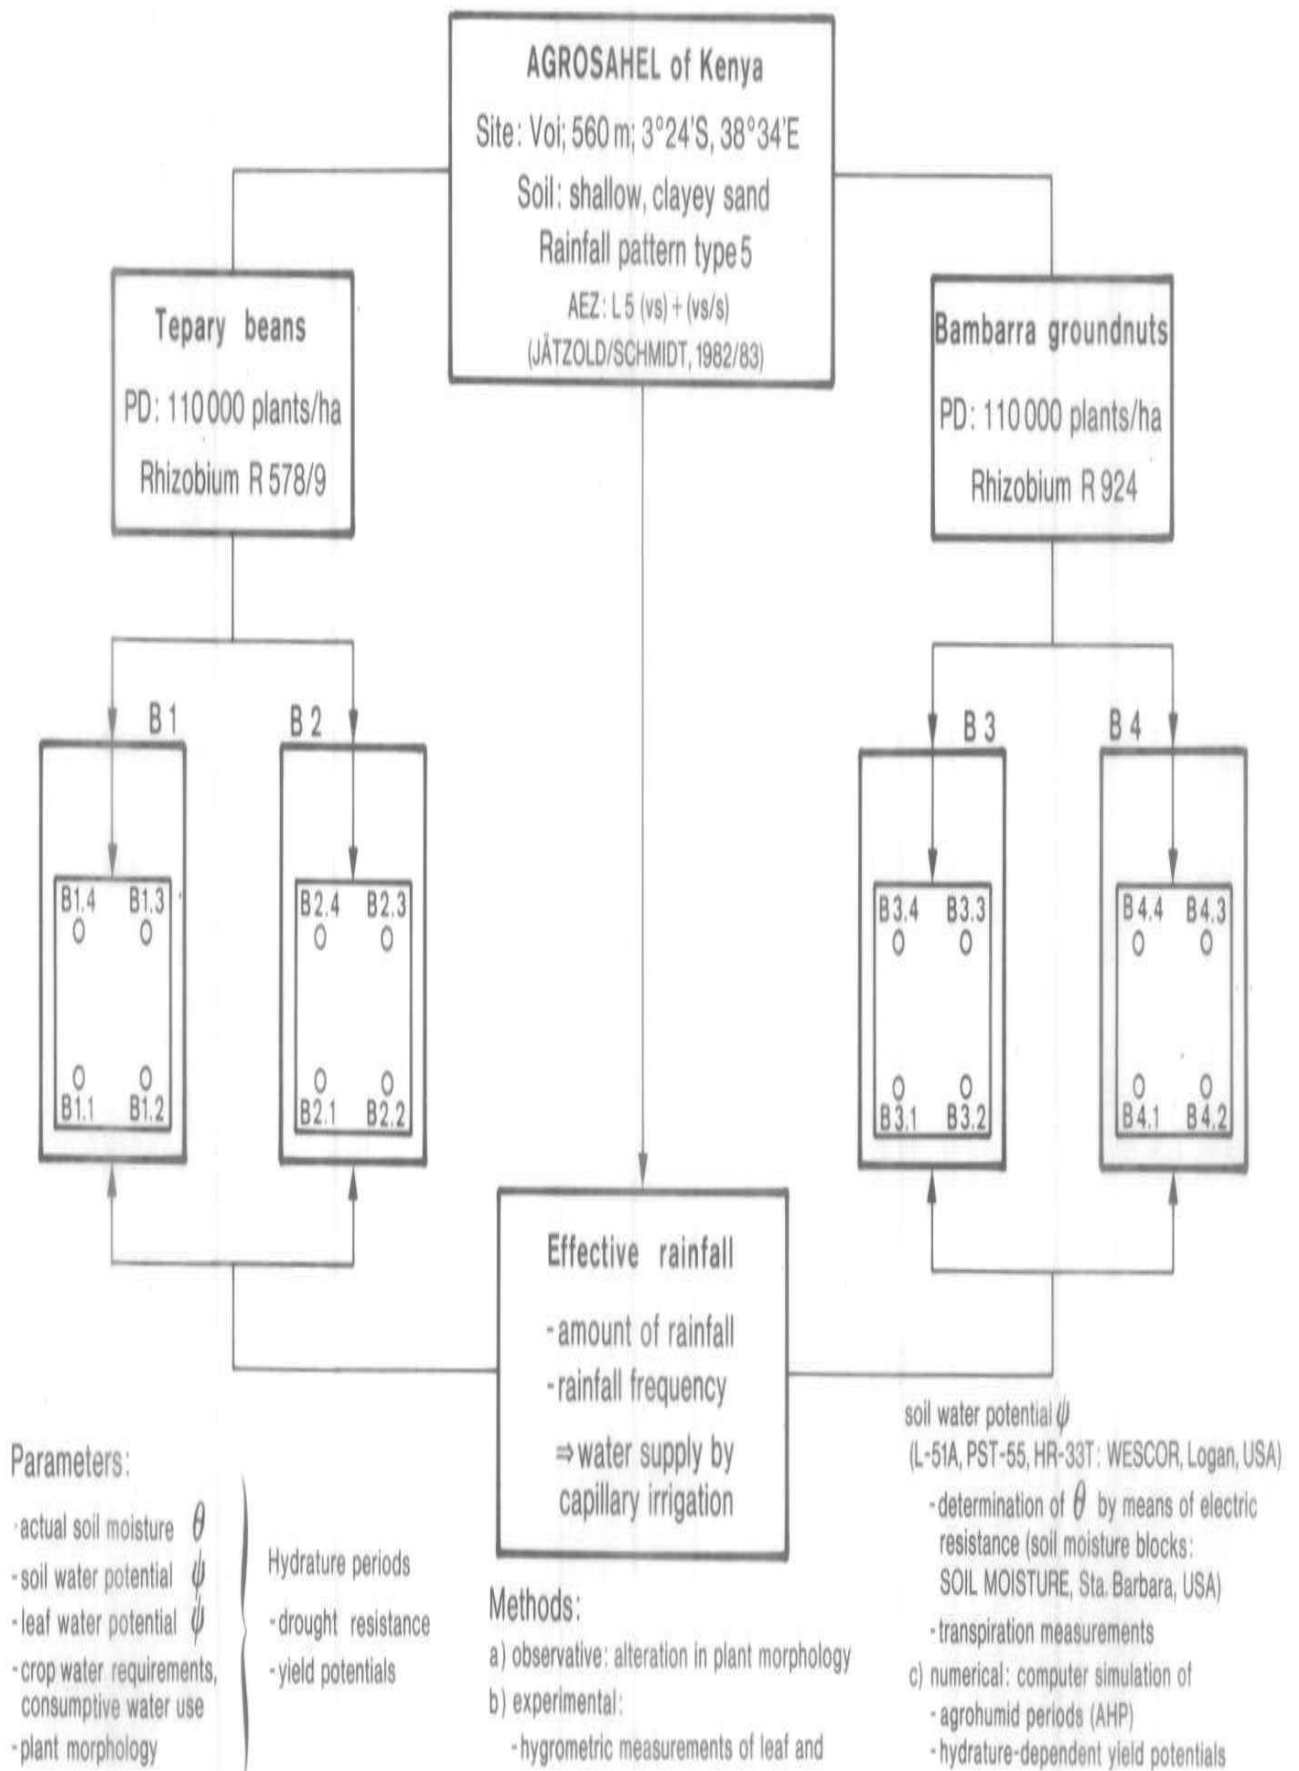 AGROSAHEL of Kenya
Site: Voi; 560 m; 3°24'S, 38°34'E
Soil: shallow, clayey sand
Rainfall pattern type 5
AEZ: L 5 (vs) + (vs/s)
(JÄTZOLD/SCHMIDT, 1982/83)
Tepary beans
PD: 110 000 plants/ha
Rhizobium R 578/9
Bambarra groundnuts
PD: 110 000 plants/ha
Rhizobium R 924
B 1
B 2
B 3
B 4
B1.4 B1.3
B1.1 B1.2
B2.4 B2.3
B2.1 B2.2
B3.4 B3.3
B3.1 B3.2
B4.4 B4.3
B4.1 B4.2
Effective rainfall
- amount of rainfall
- rainfall frequency
⇒ water supply by
capillary irrigation
Parameters:
- actual soil moisture θ
- soil water potential ψ
- leaf water potential ψ
- crop water requirements,
consumptive water use
- plant morphology
Hydrature periods
- drought resistance
- yield potentials
Methods:
a) observative: alteration in plant morphology
b) experimental:
- hygrometric measurements of leaf and
soil water potential ψ
(L-51A, PST-55, HR-33T: WESCOR, Logan, USA)
- determination of θ by means of electric
resistance (soil moisture blocks:
SOIL MOISTURE, Sta. Barbara, USA)
- transpiration measurements
c) numerical: computer simulation of
- agrohumid periods (AHP)
- hydrature-dependent yield potentials